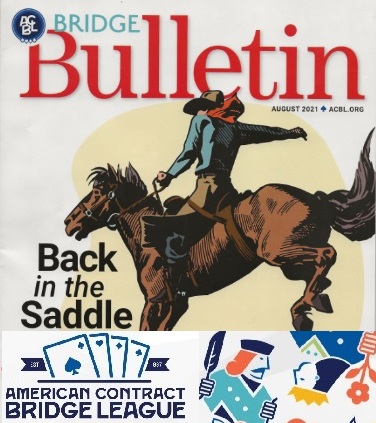 ACBL
BRIDGE
Bulletin
AUGUST 2021 ♠ ACBL.ORG
Back
in the
Saddle
EST 1937
AMERICAN CONTRACT
BRIDGE LEAGUE